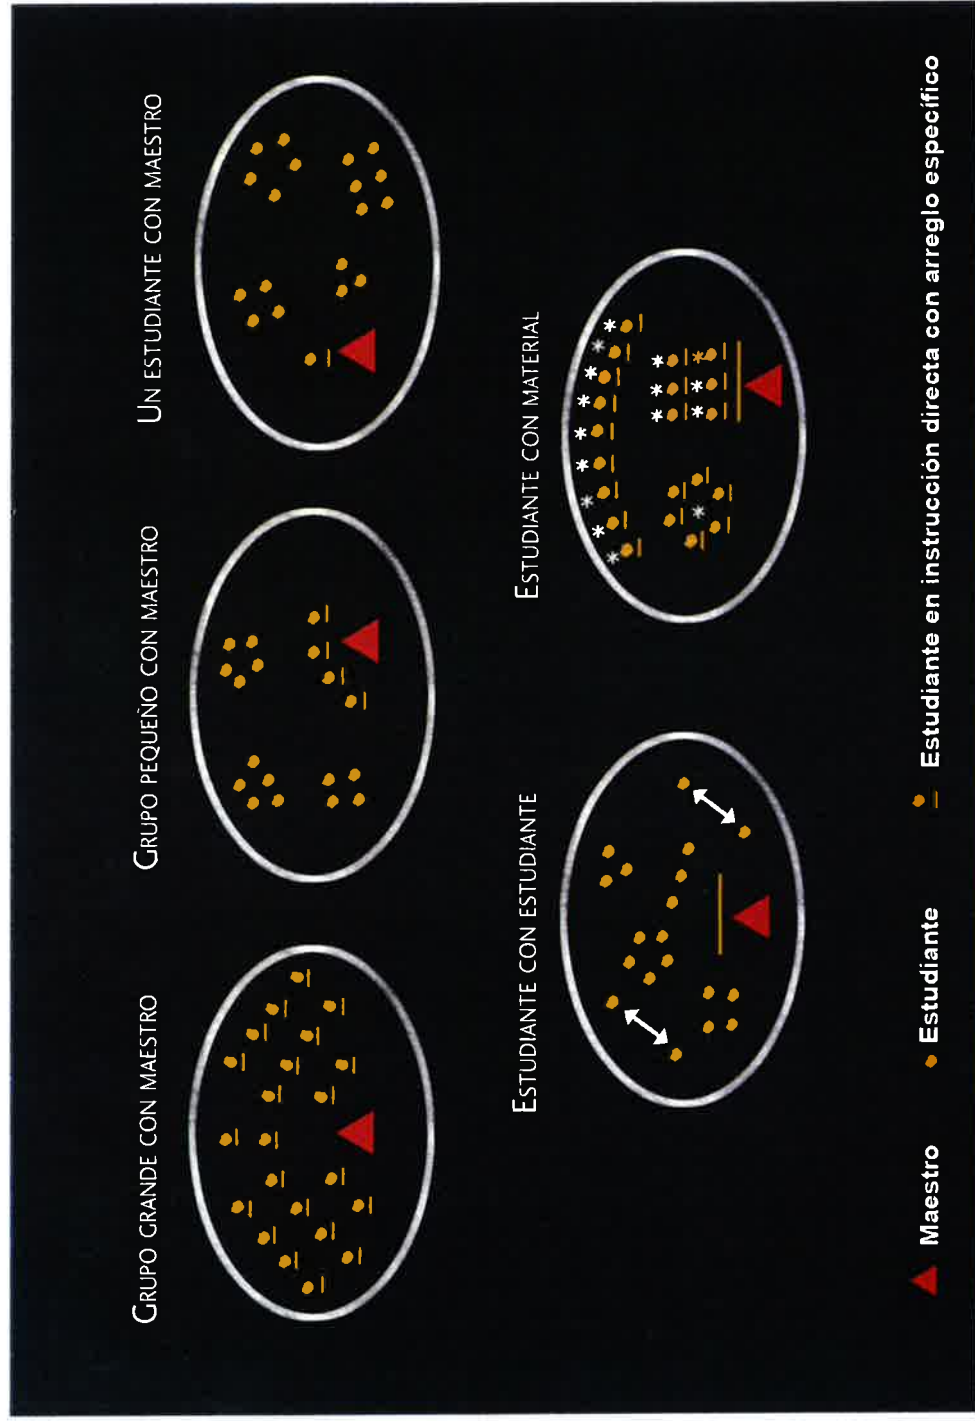 GRUPO GRANDE CON MAESTRO
GRUPO PEQUEÑO CON MAESTRO
UN ESTUDIANTE CON MAESTRO
ESTUDIANTE CON ESTUDIANTE
ESTUDIANTE CON MATERIAL
Maestro
Estudiante
Estudiante en instrucción directa con arreglo específico